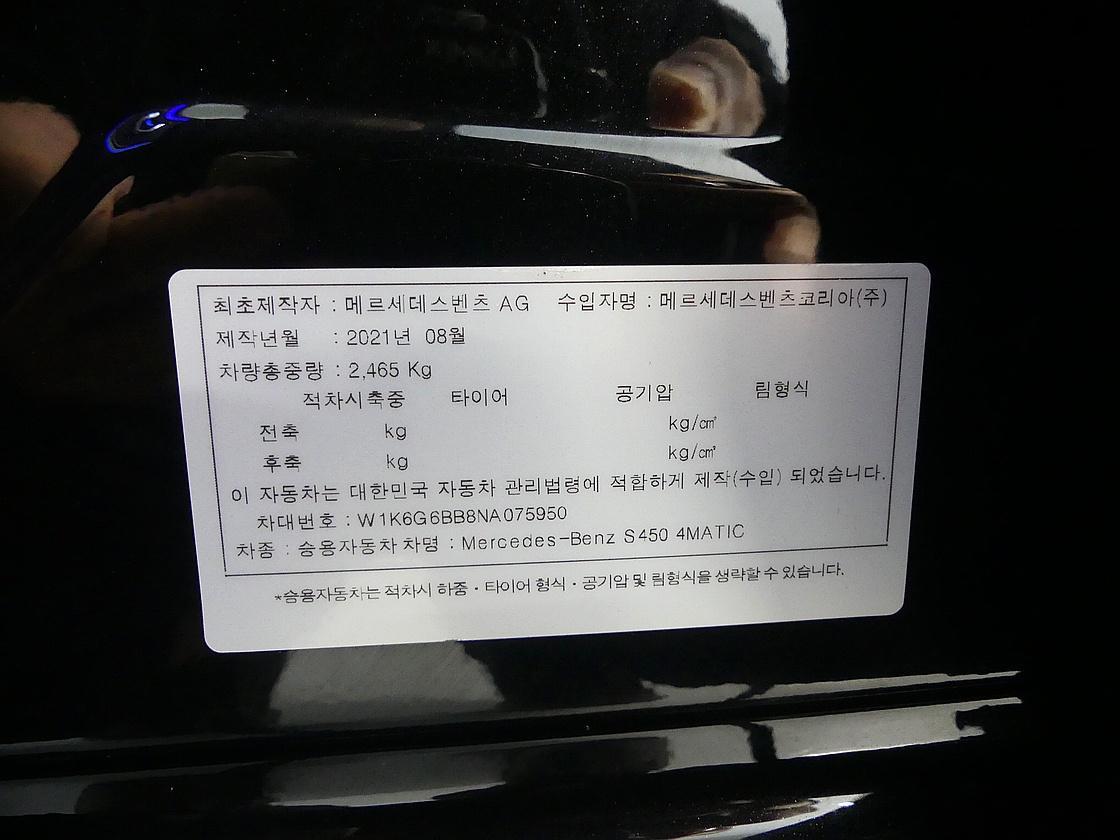 최초제작자 : 메르세데스벤츠 AG 수입자명 : 메르세데스벤츠코리아(주)
제작년월 : 2021년 08월
차량총중량 : 2,465 Kg
적차시축중 타이어 공기압 림형식
전축 kg kg/㎠
후축 kg kg/㎠
이 자동차는 대한민국 자동차 관리법령에 적합하게 제작(수입) 되었습니다.
차대번호 : W1K6G6BB8NA075950
차종 : 승용자동차 차명 : Mercedes-Benz S450 4MATIC
*승용자동차는 적차시 하중·타이어 형식·공기압 및 림형식을 생략할 수 있습니다.